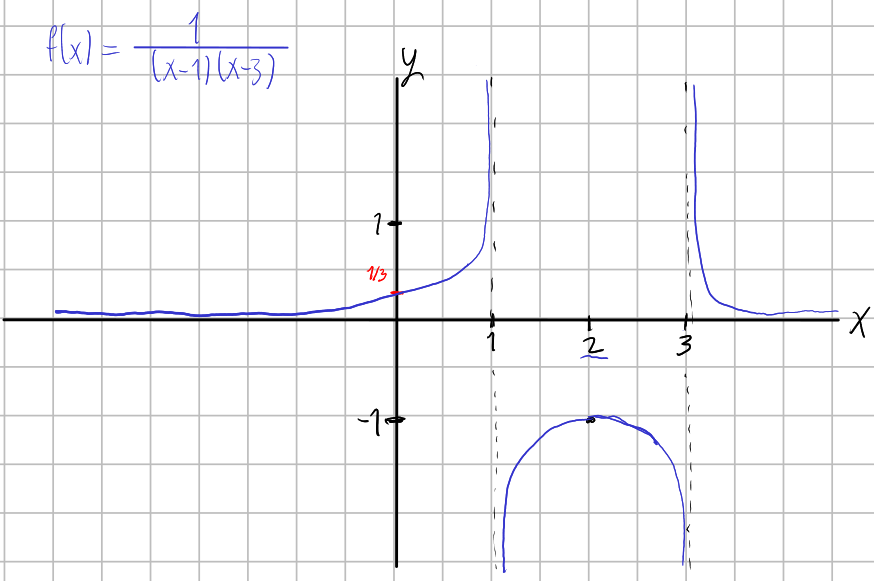 f(x) = 1/((x-1)(x-3))
y
1
1/3
x
1 2 3
-1